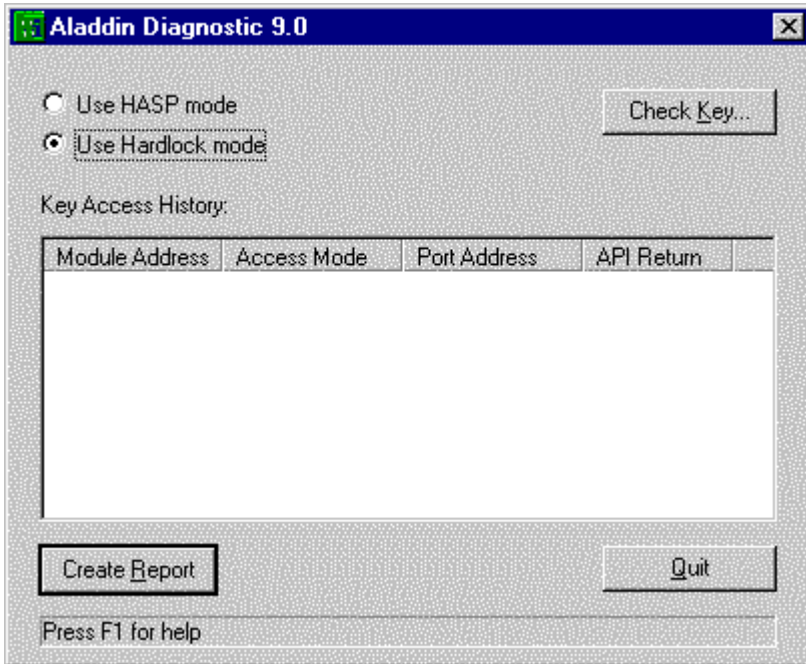 Aladdin Diagnostic 9.0
Use HASP mode
Check Key...
Use Hardlock mode
Key Access History:
Module Address Access Mode Port Address API Return
Create Report
Quit
Press F1 for help